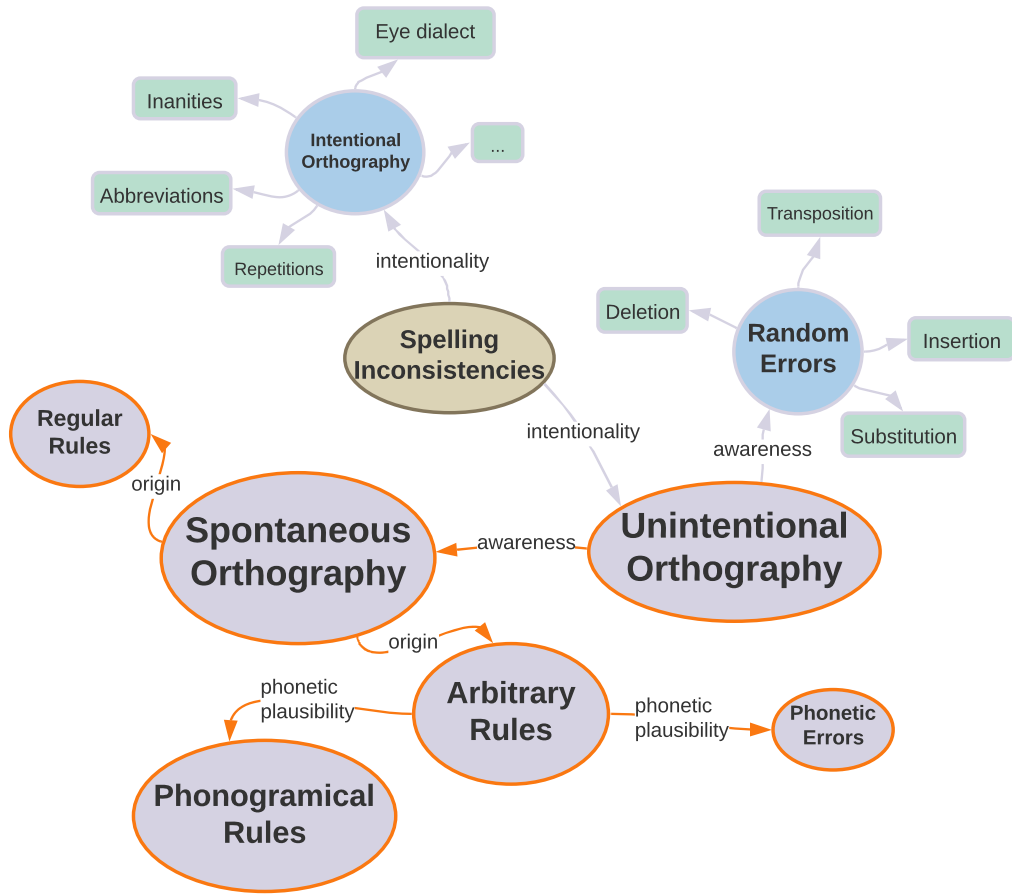 Eye dialect
Inanities
Intentional
Orthography
...
Abbreviations
Transposition
Repetitions
intentionality
Deletion
Random
Errors
Insertion
Spelling
Inconsistencies
Substitution
Regular
Rules
intentionality
awareness
origin
Spontaneous
Orthography
awareness
Unintentional
Orthography
origin
phonetic
plausibility
Arbitrary
Rules
phonetic
plausibility
Phonetic
Errors
Phonogramical
Rules